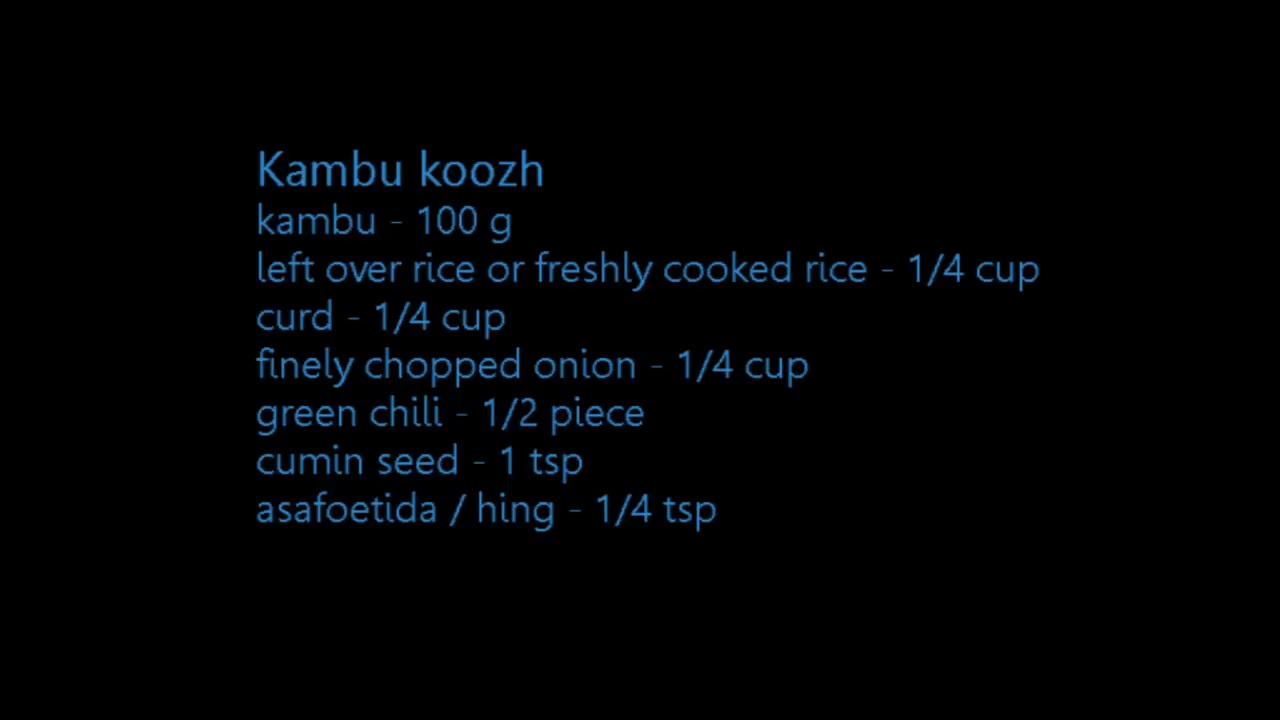 Kambu koozh
kambu - 100 g
left over rice or freshly cooked rice - 1/4 cup
curd - 1/4 cup
finely chopped onion - 1/4 cup
green chili - 1/2 piece
cumin seed - 1 tsp
asafoetida / hing - 1/4 tsp